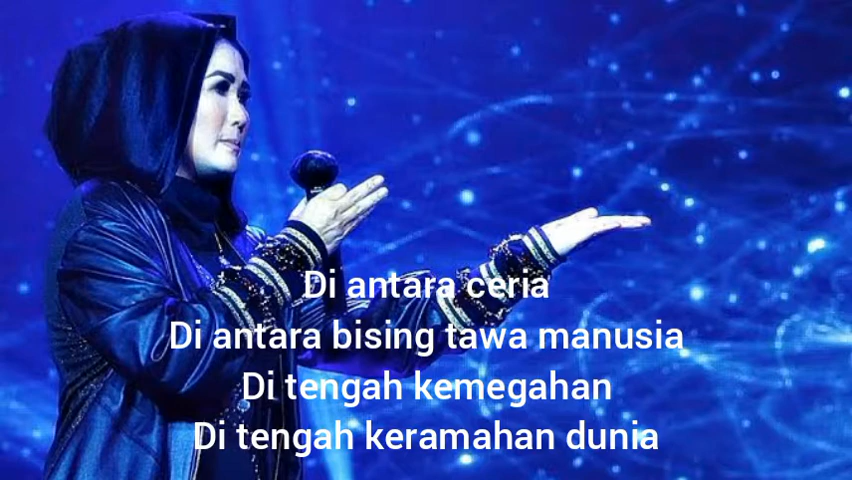 Di antara ceria
Di antara bising tawa manusia
Di tengah kemegahan
Di tengah keramahan dunia